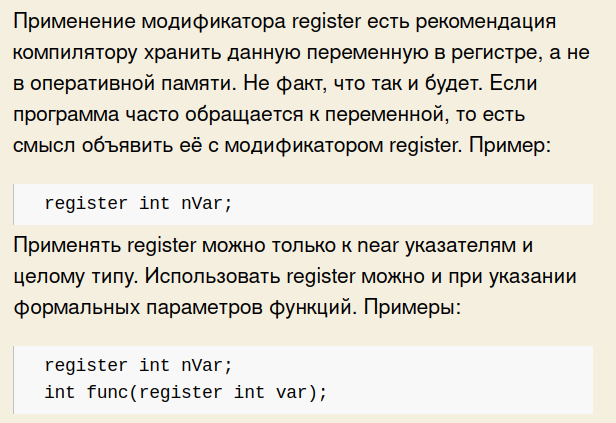 Применение модификатора register есть рекомендация
компилятору хранить данную переменную в регистре, а не
в оперативной памяти. Не факт, что так и будет. Если
программа часто обращается к переменной, то есть
смысл объявить её с модификатором register. Пример:
register int nVar;
Применять register можно только к near указателям и
целому типу. Использовать register можно и при указании
формальных параметров функций. Примеры:
register int nVar;
int func(register int var);